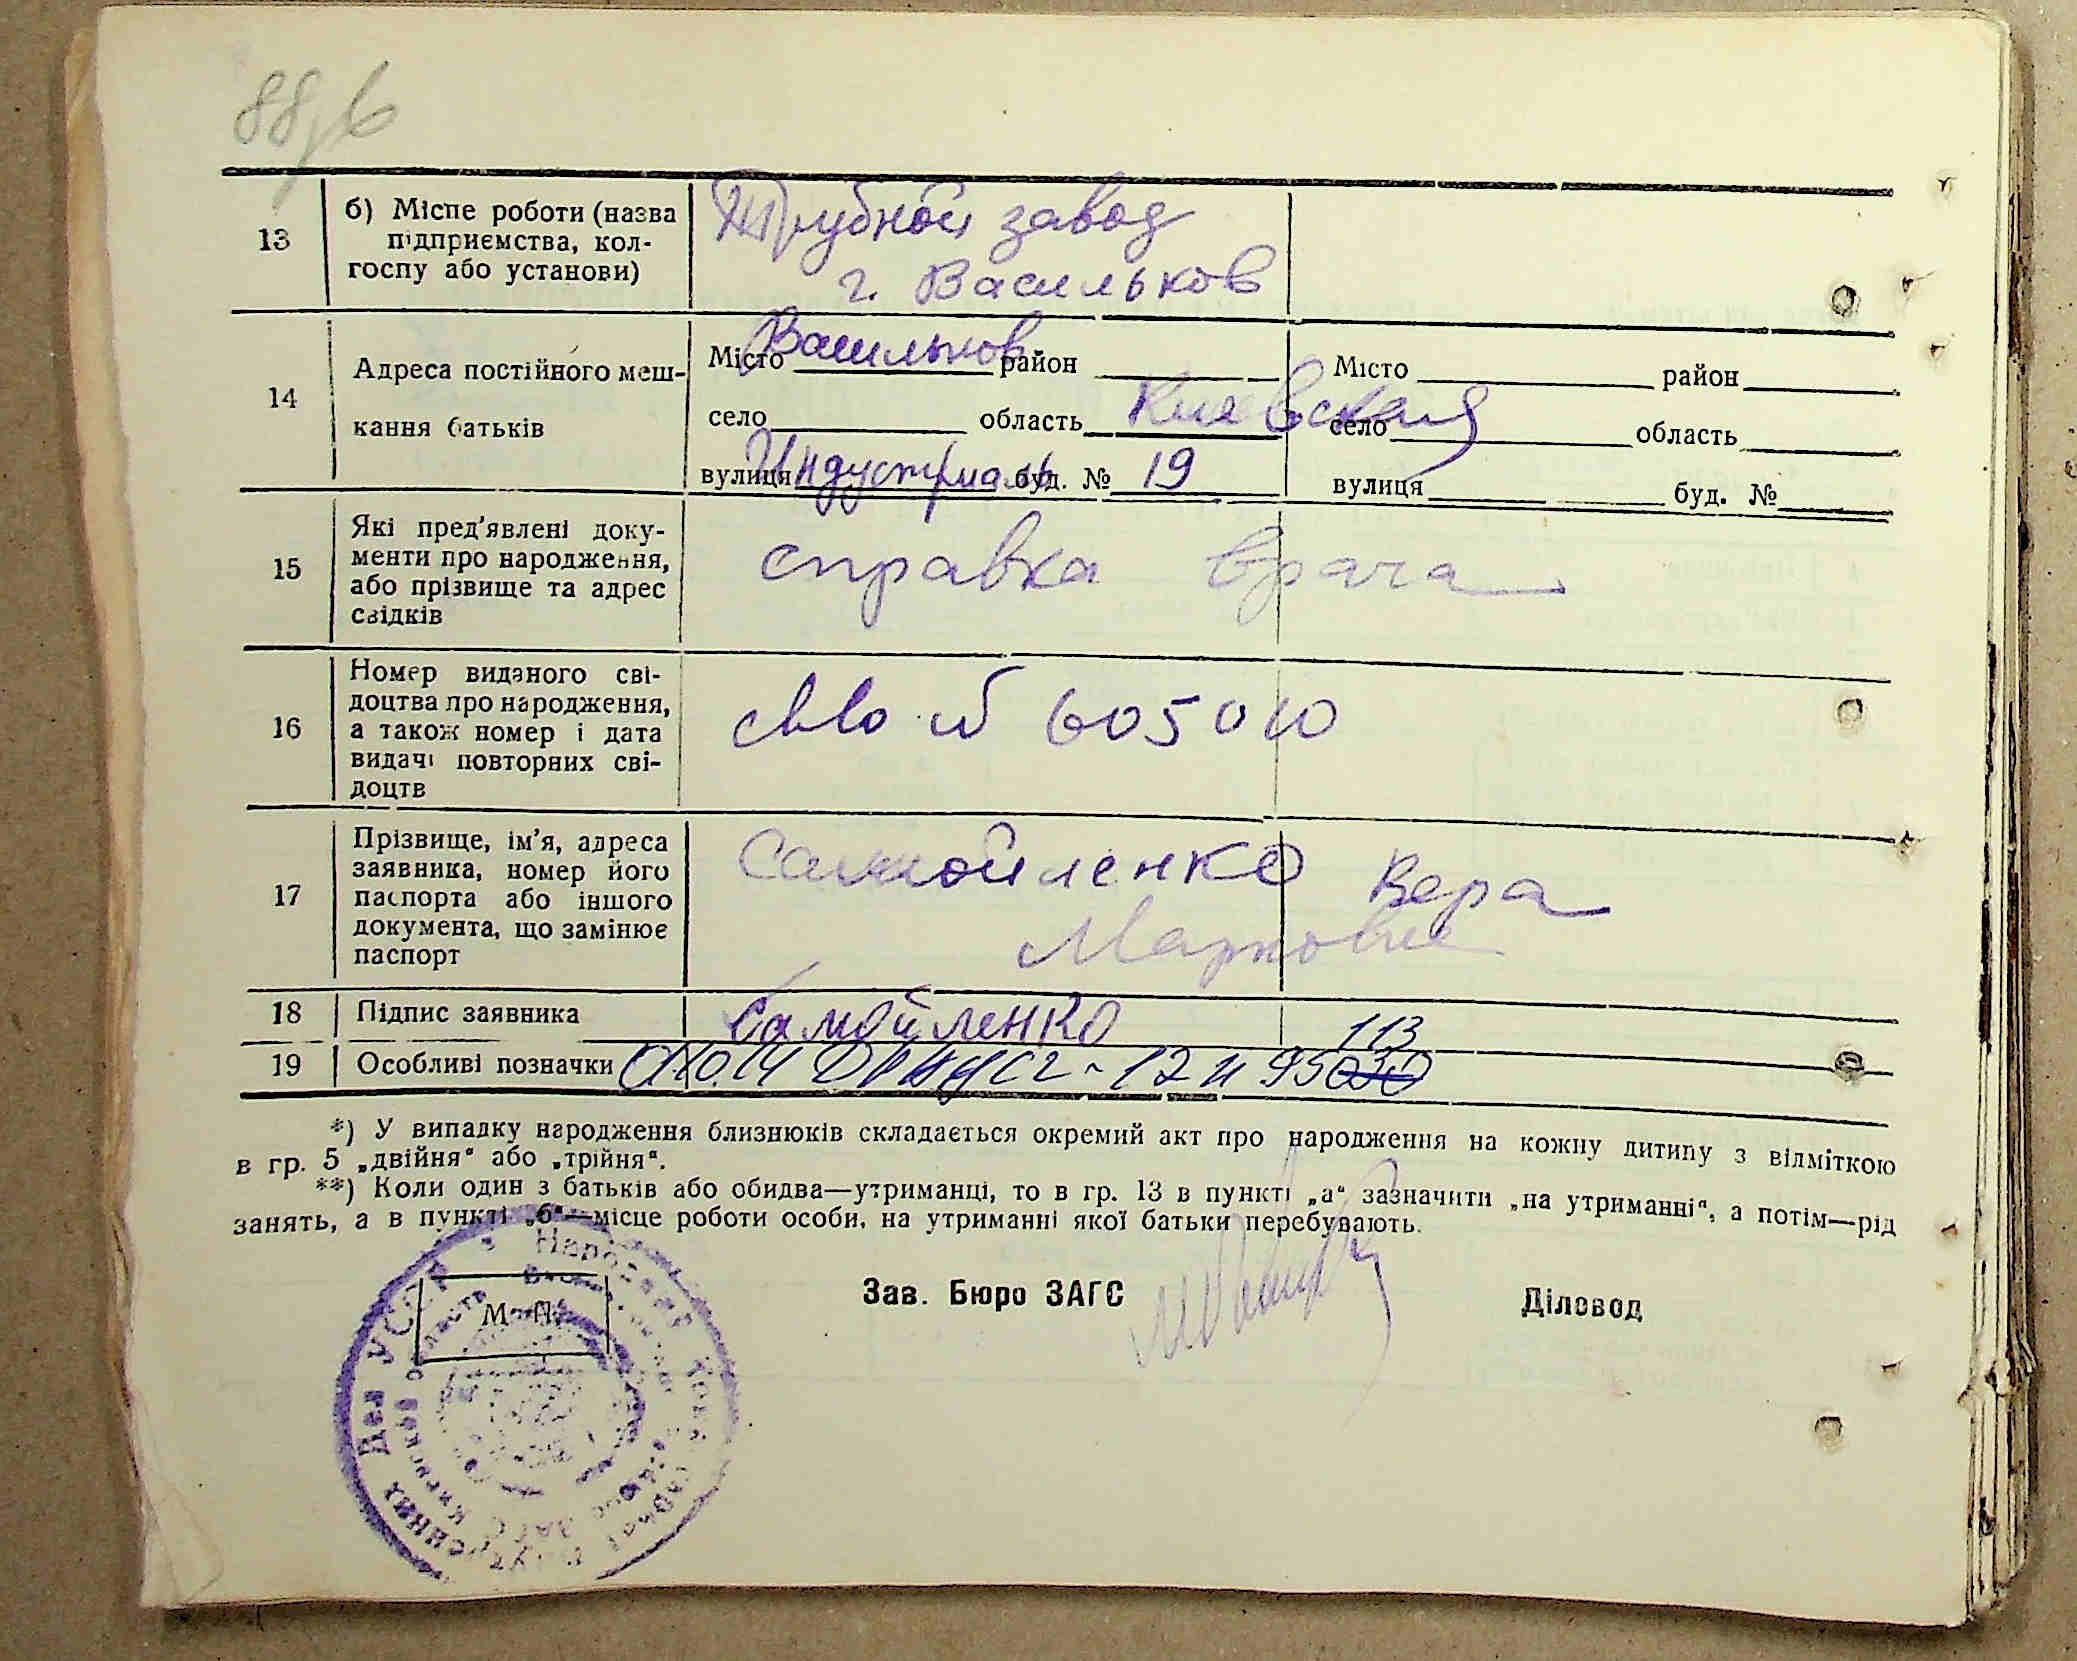 13
б) Місце роботи (назва
підприємства, кол-
госпу або установи)
Трубной завод
г. Васильков
14
Адреса постійного меш-
кання батьків
Місто Васильков район
село область Киевская
вулиця Индустриаль буд. № 19
Місто район
село область
вулиця буд. №
15
Які пред'явлені доку-
менти про народження,
або прізвище та адрес
свідків
справка врача
16
Номер виданого сві-
доцтва про народження,
а також номер і дата
видачі повторних сві-
доцтв
№ 605010
17
Прізвище, ім'я, адреса
заявника, номер його
паспорта або іншого
документа, що замінює
паспорт
Самойленко Вера
Марковна
18
Підпис заявника
Самойленко
113
19
Особливі позначки
*) У випадку народження близнюків складається окремий акт про народження на кожну дитину з відміткою
в гр. 5 „двійня" або „трійня".
**) Коли один з батьків або обидва—утриманці, то в гр. 13 в пункті „а" зазначити „на утриманні", а потім—рід
занять, а в пункті „б"—місце роботи особи, на утриманні якої батьки перебувають.
М. П.
Зав. Бюро ЗАГС
Діловод